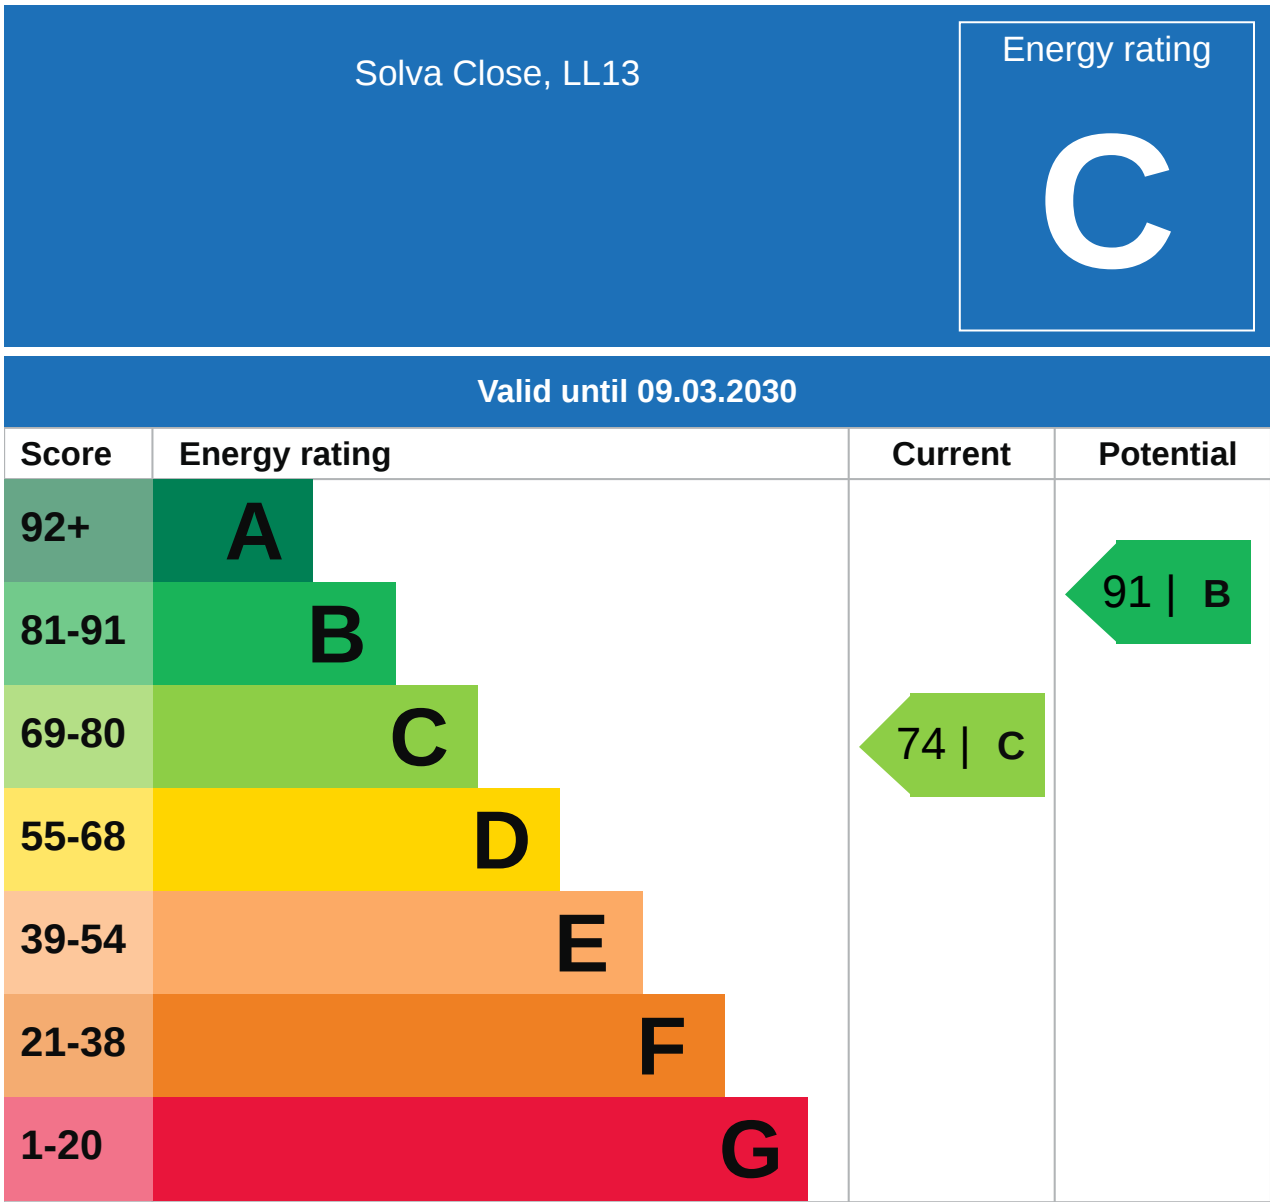 Solva Close, LL13
Energy rating
C
Valid until 09.03.2030
Score Energy rating Current Potential
92+ A
81-91 B
91 | B
69-80 C
74 | C
55-68 D
39-54 E
21-38 F
1-20 G